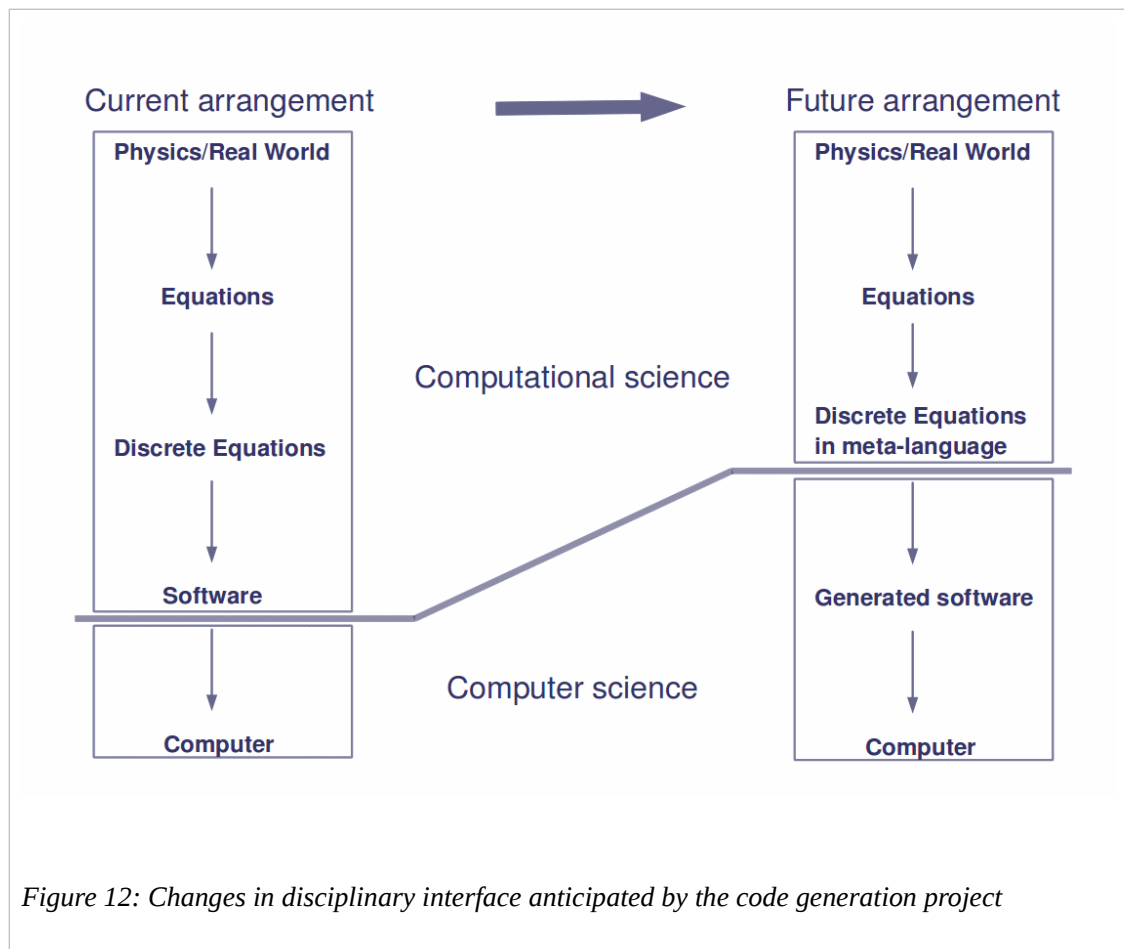 Current arrangement
Future arrangement
Physics/Real World
Equations
Discrete Equations
Software
Computer
Computational science
Computer science
Physics/Real World
Equations
Discrete Equations
in meta-language
Generated software
Computer
Figure 12: Changes in disciplinary interface anticipated by the code generation project